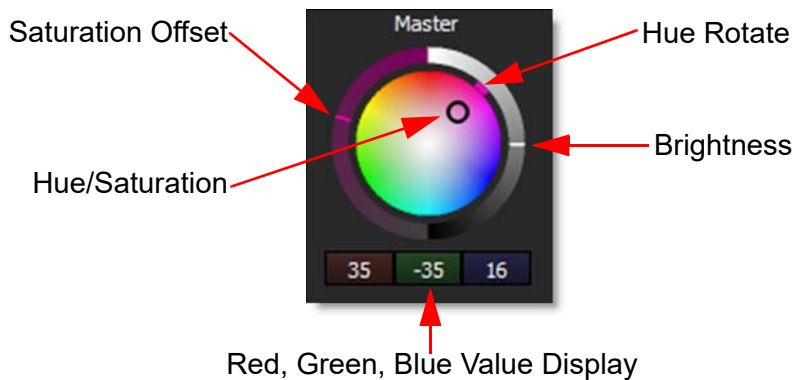 Master
Saturation Offset
Hue Rotate
Brightness
Hue/Saturation
35 -35 16
Red, Green, Blue Value Display